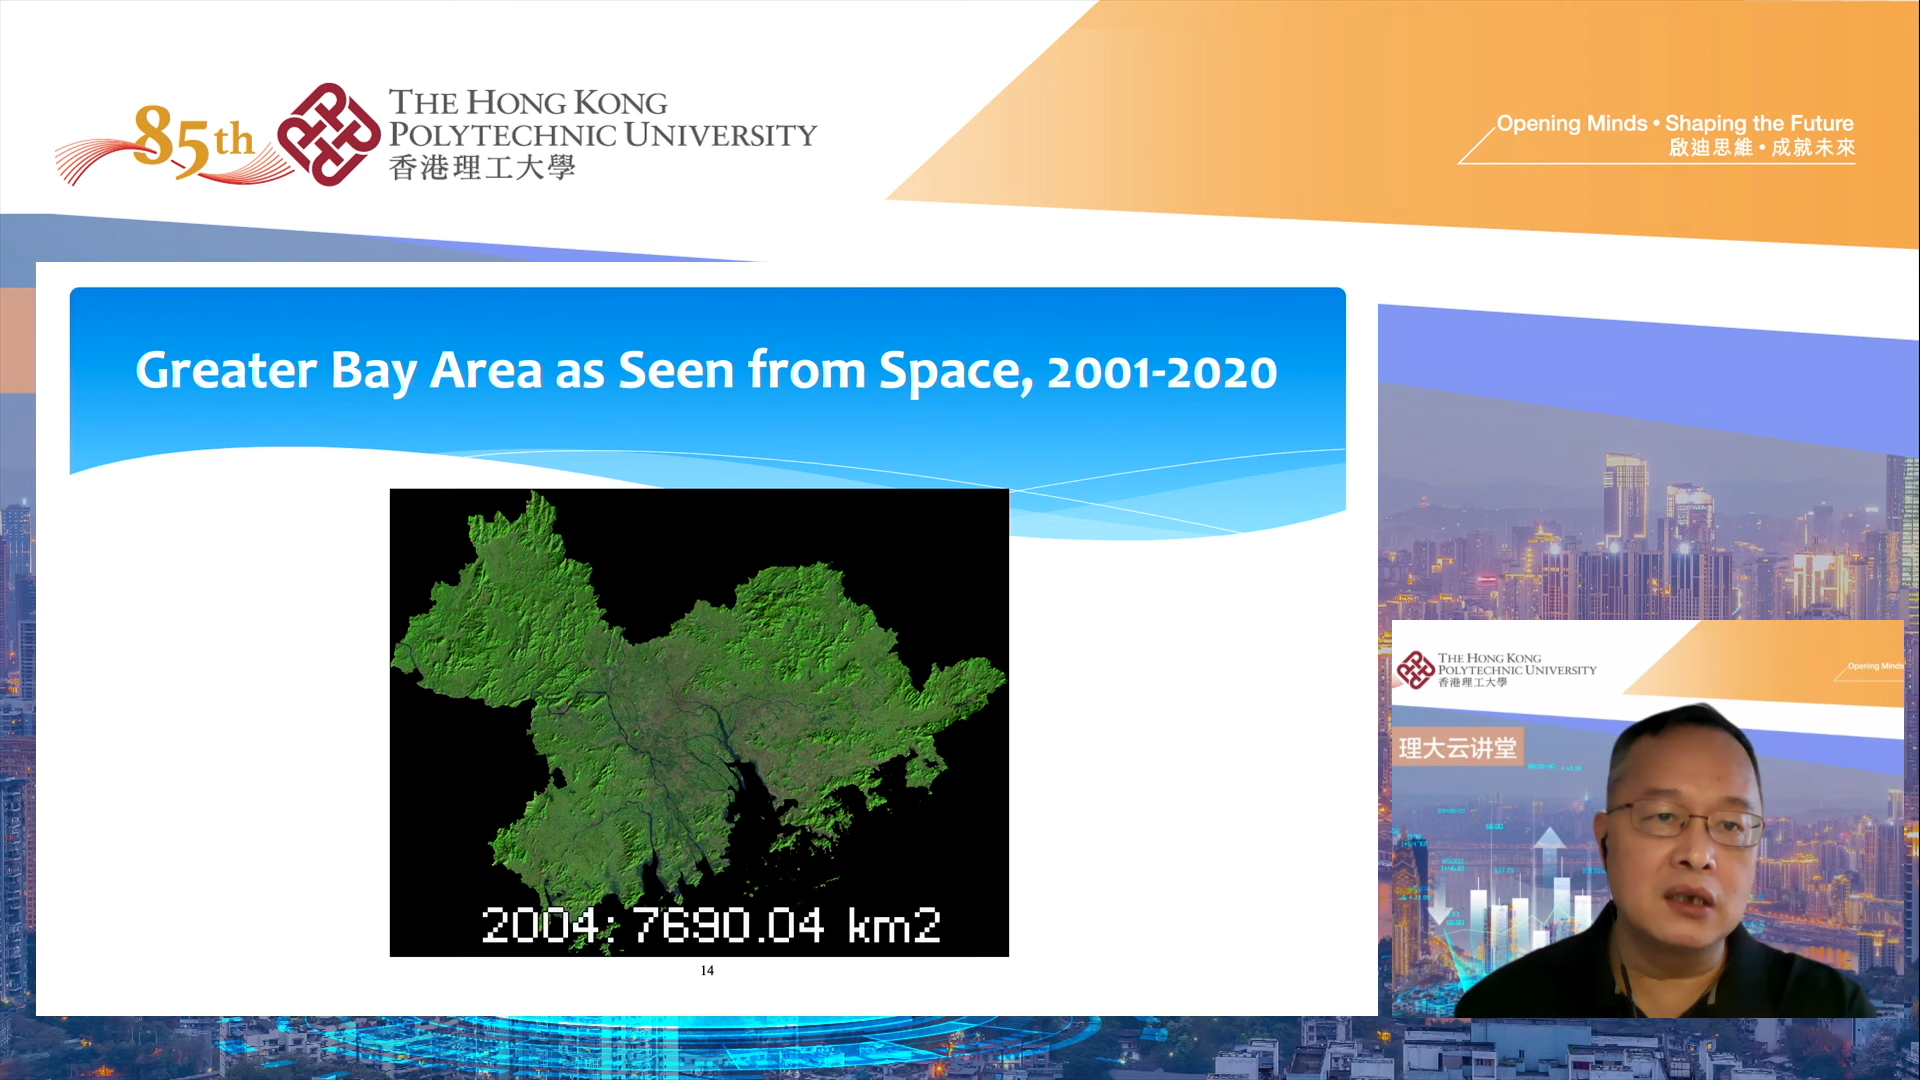 85th
THE HONG KONG
POLYTECHNIC UNIVERSITY
香港理工大學
Opening Minds • Shaping the Future
啟迪思維 • 成就未來
Greater Bay Area as Seen from Space, 2001-2020
2004: 7690.04 km2
14
THE HONG KONG
POLYTECHNIC UNIVERSITY
香港理工大學
Opening Minds
理大云讲堂